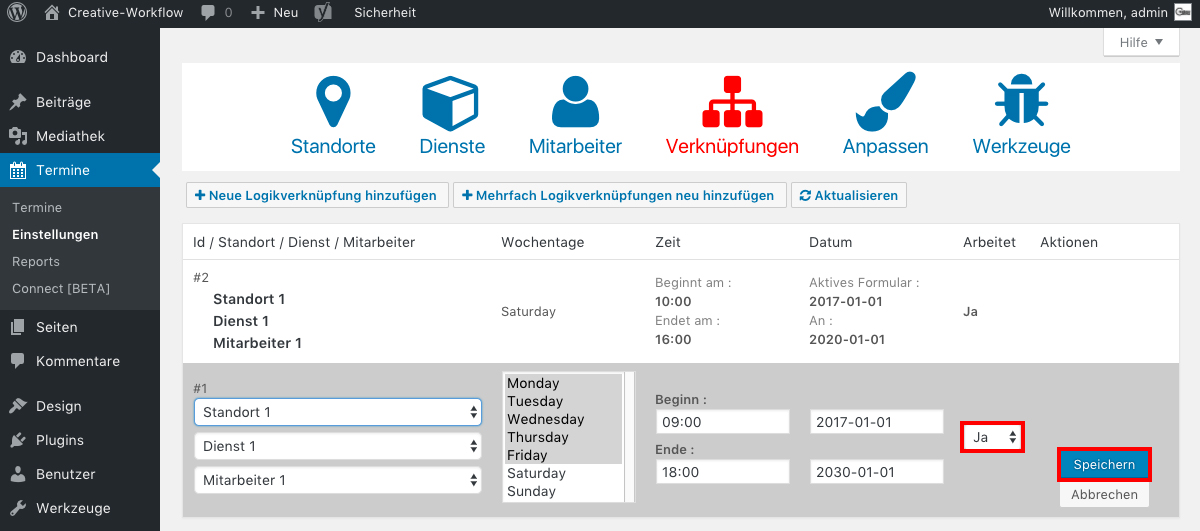 Creative-Workflow 0 Neu Sicherheit Willkommen, admin
Hilfe
Dashboard
Beiträge
Mediathek
Termine
Termine
Einstellungen
Reports
Connect [BETA]
Seiten
Kommentare
Design
Plugins
Benutzer
Werkzeuge
Standorte Dienste Mitarbeiter Verknüpfungen Anpassen Werkzeuge
Neue Logikverknüpfung hinzufügen Mehrfach Logikverknüpfungen neu hinzufügen Aktualisieren
Id / Standort / Dienst / Mitarbeiter Wochentage Zeit Datum Arbeitet Aktionen
#2
Standort 1
Dienst 1
Mitarbeiter 1
Saturday
Beginnt am :
10:00
Endet am :
16:00
Aktives Formular :
2017-01-01
An :
2020-01-01
Ja
#1
Standort 1
Dienst 1
Mitarbeiter 1
Monday
Tuesday
Wednesday
Thursday
Friday
Saturday
Sunday
Beginn :
09:00
Ende :
18:00
2017-01-01
2030-01-01
Ja
Speichern
Abbrechen